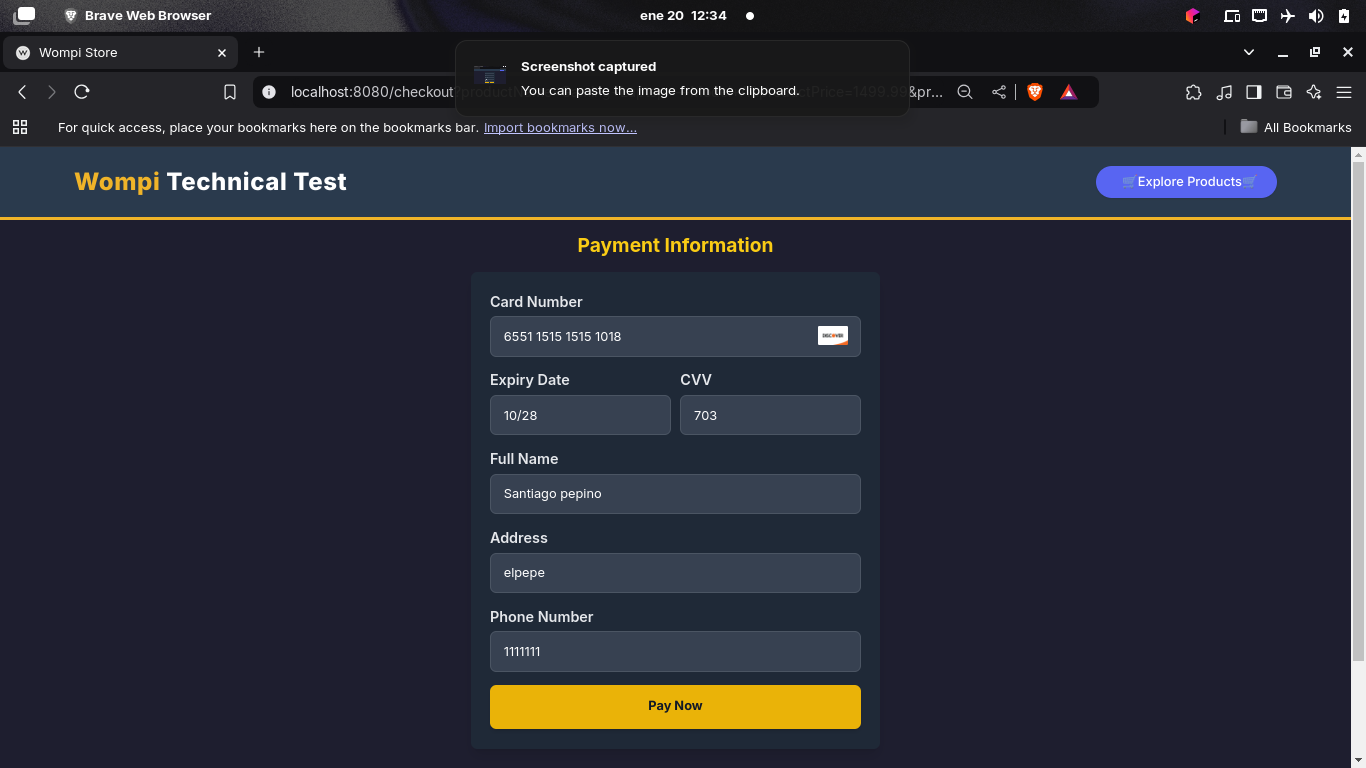 Brave Web Browser
ene 20 12:34
Wompi Store
Screenshot captured
You can paste the image from the clipboard.
localhost:8080/checkout
=1499.99&pr...
For quick access, place your bookmarks here on the bookmarks bar. Import bookmarks now...
All Bookmarks
Wompi Technical Test
🛒Explore Products🛒
Payment Information
Card Number
6551 1515 1515 1018
DISCOVER
Expiry Date
CVV
10/28
703
Full Name
Santiago pepino
Address
elpepe
Phone Number
1111111
Pay Now